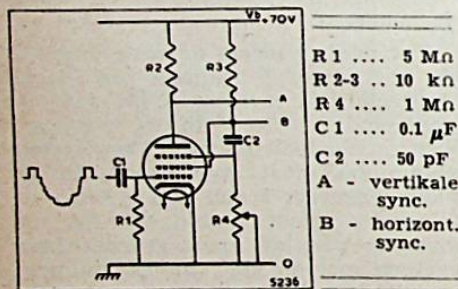 Vb +70V
R2
R3
A
B
C2
C1
R1
R4
O
5236
R 1 .... 5 MΩ
R 2-3 .. 10 kΩ
R 4 .... 1 MΩ
C 1 .... 0.1 µF
C 2 .... 50 pF
A - vertikale
sync.
B - horizont.
sync.